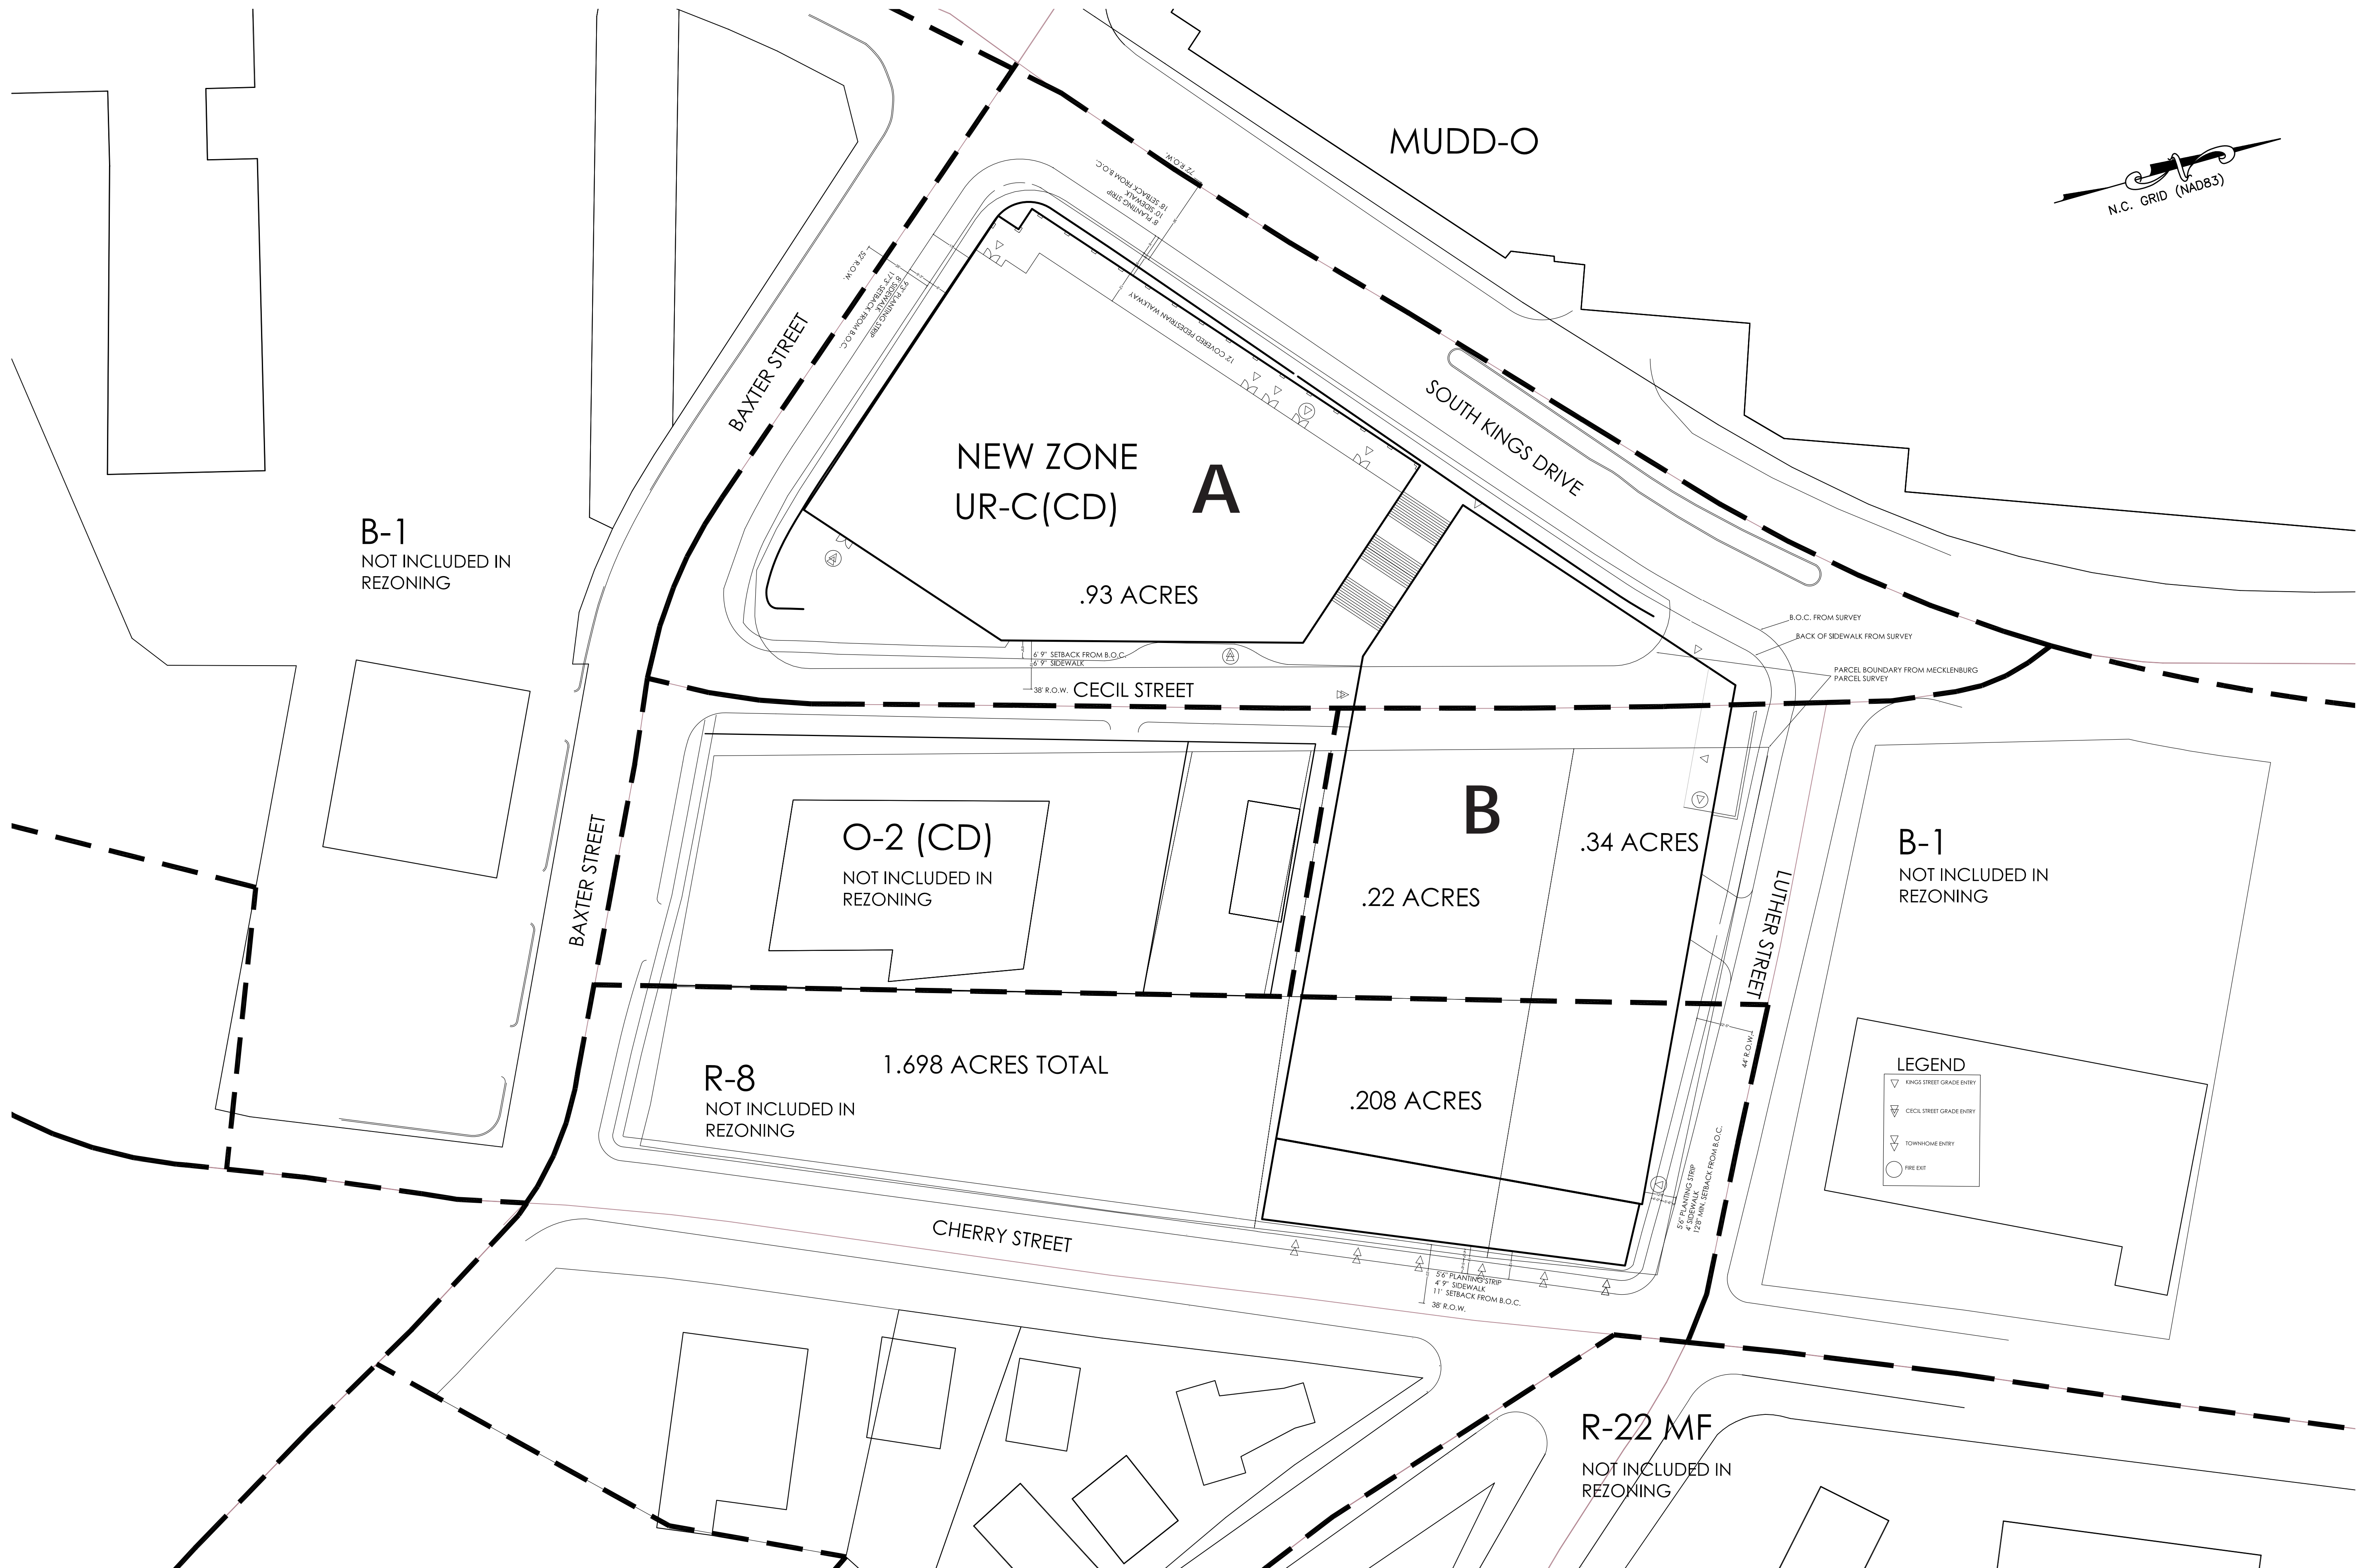 MUDD-O
N.C. GRID (NAD83)
72' R.O.W.
8' PLANTING STRIP
10' SIDEWALK
18' SETBACK FROM B.O.C.
52' R.O.W.
9'3" PLANTING STRIP
8' SIDEWALK
17'3" SETBACK FROM B.O.C.
12' COVERED PEDESTRIAN WALKWAY
BAXTER STREET
SOUTH KINGS DRIVE
NEW ZONE
UR-C(CD)
A
.93 ACRES
B-1
NOT INCLUDED IN
REZONING
B.O.C. FROM SURVEY
BACK OF SIDEWALK FROM SURVEY
PARCEL BOUNDARY FROM MECKLENBURG
PARCEL SURVEY
6' 9" SETBACK FROM B.O.C.
6' 9" SIDEWALK
38' R.O.W.
CECIL STREET
BAXTER STREET
O-2 (CD)
NOT INCLUDED IN
REZONING
B
.34 ACRES
.22 ACRES
LUTHER STREET
B-1
NOT INCLUDED IN
REZONING
1.698 ACRES TOTAL
R-8
NOT INCLUDED IN
REZONING
.208 ACRES
44' R.O.W.
LEGEND
KINGS STREET GRADE ENTRY
CECIL STREET GRADE ENTRY
TOWNHOME ENTRY
FIRE EXIT
5'6" PLANTING STRIP
4' SIDEWALK
12'8" MIN. SETBACK FROM B.O.C.
CHERRY STREET
5'6" PLANTING STRIP
4' 9" SIDEWALK
11' SETBACK FROM B.O.C.
38' R.O.W.
R-22 MF
NOT INCLUDED IN
REZONING